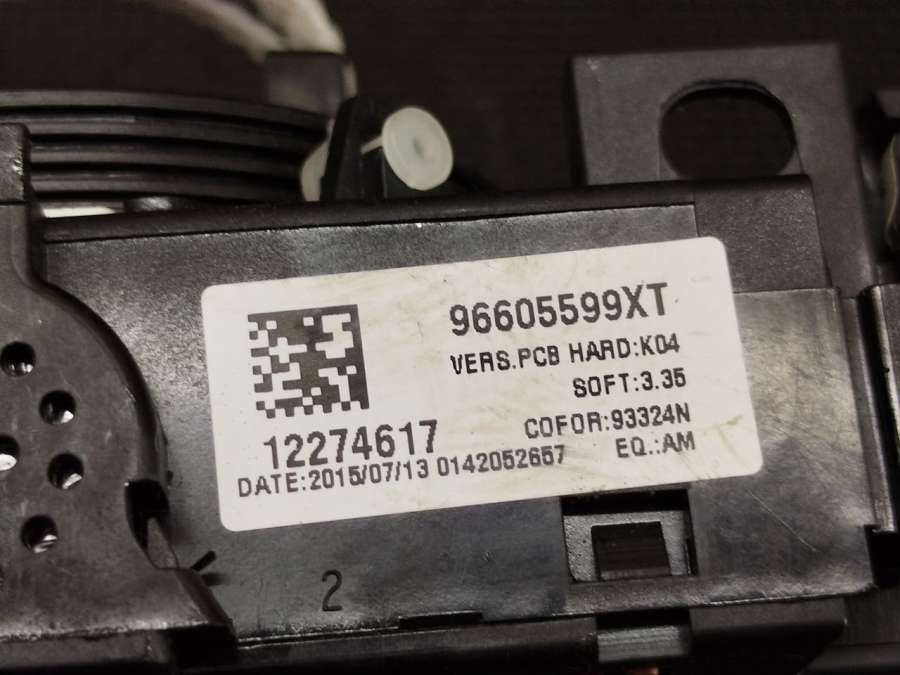 96605599XT
VERS.PCB HARD:K04
SOFT:3.35
12274617 COFOR:93324N
DATE:2015/07/13 0142052657 EQ.:AM
2